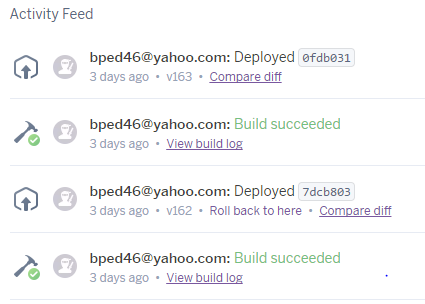 Activity Feed
bped46@yahoo.com: Deployed 0fdb031
3 days ago • v163 • Compare diff
bped46@yahoo.com: Build succeeded
3 days ago • View build log
bped46@yahoo.com: Deployed 7dcb803
3 days ago • v162 • Roll back to here • Compare diff
bped46@yahoo.com: Build succeeded
3 days ago • View build log